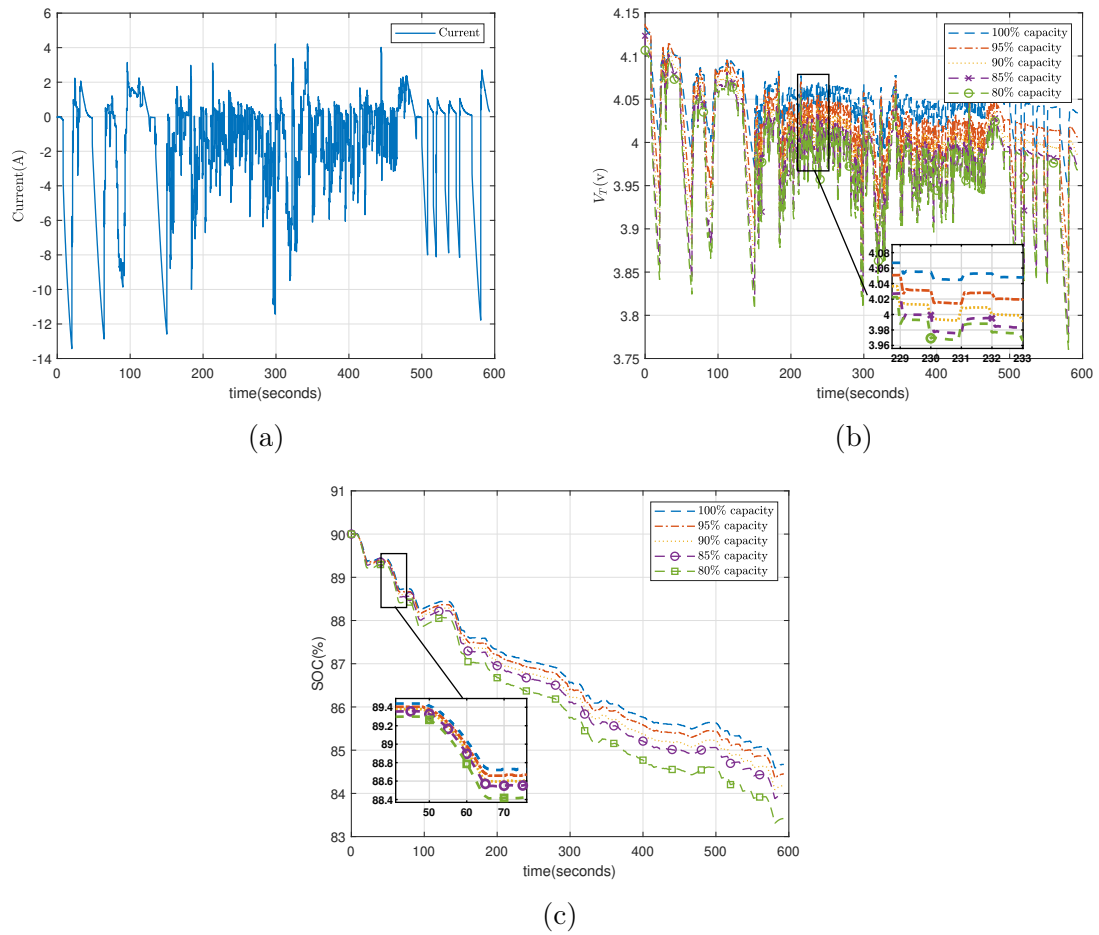 6
4
2
0
-2
-4
-6
-8
-10
-12
-14
Current(A)
Current
0 100 200 300 400 500 600
time(seconds)
(a)
4.15
4.1
4.05
4
3.95
3.9
3.85
3.8
3.75
V_T(v)
100% capacity
95% capacity
90% capacity
85% capacity
80% capacity
4.08
4.06
4.04
4.02
4
3.98
3.96
229 230 231 232 233
0 100 200 300 400 500 600
time(seconds)
(b)
91
90
89
88
87
86
85
84
83
SOC(%)
100% capacity
95% capacity
90% capacity
85% capacity
80% capacity
89.4
89.2
89
88.8
88.6
88.4
50 60 70
0 100 200 300 400 500 600
time(seconds)
(c)